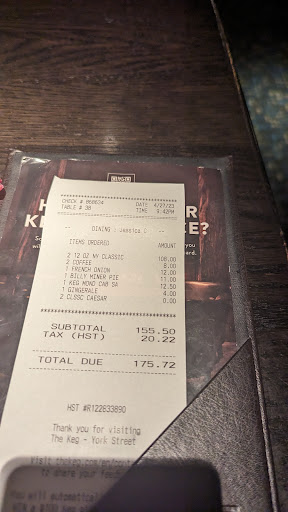 CHECK # 868624 DATE 4/27/23
TABLE # 38 TIME 9:42PM
DINING
ITEMS ORDERED AMOUNT
2 12 OZ NY CLASSIC 108.00
2 COFFEE 8.00
1 FRENCH ONION 12.00
1 BILLY MINER PIE 11.00
1 KEG MOND CAB SA 12.50
1 GINGERALE 4.00
2 CLSSC CAESAR 0.00
SUBTOTAL 155.50
TAX (HST) 20.22
TOTAL DUE 175.72
HST #R122633890
Thank you for visiting
The Keg - York Street